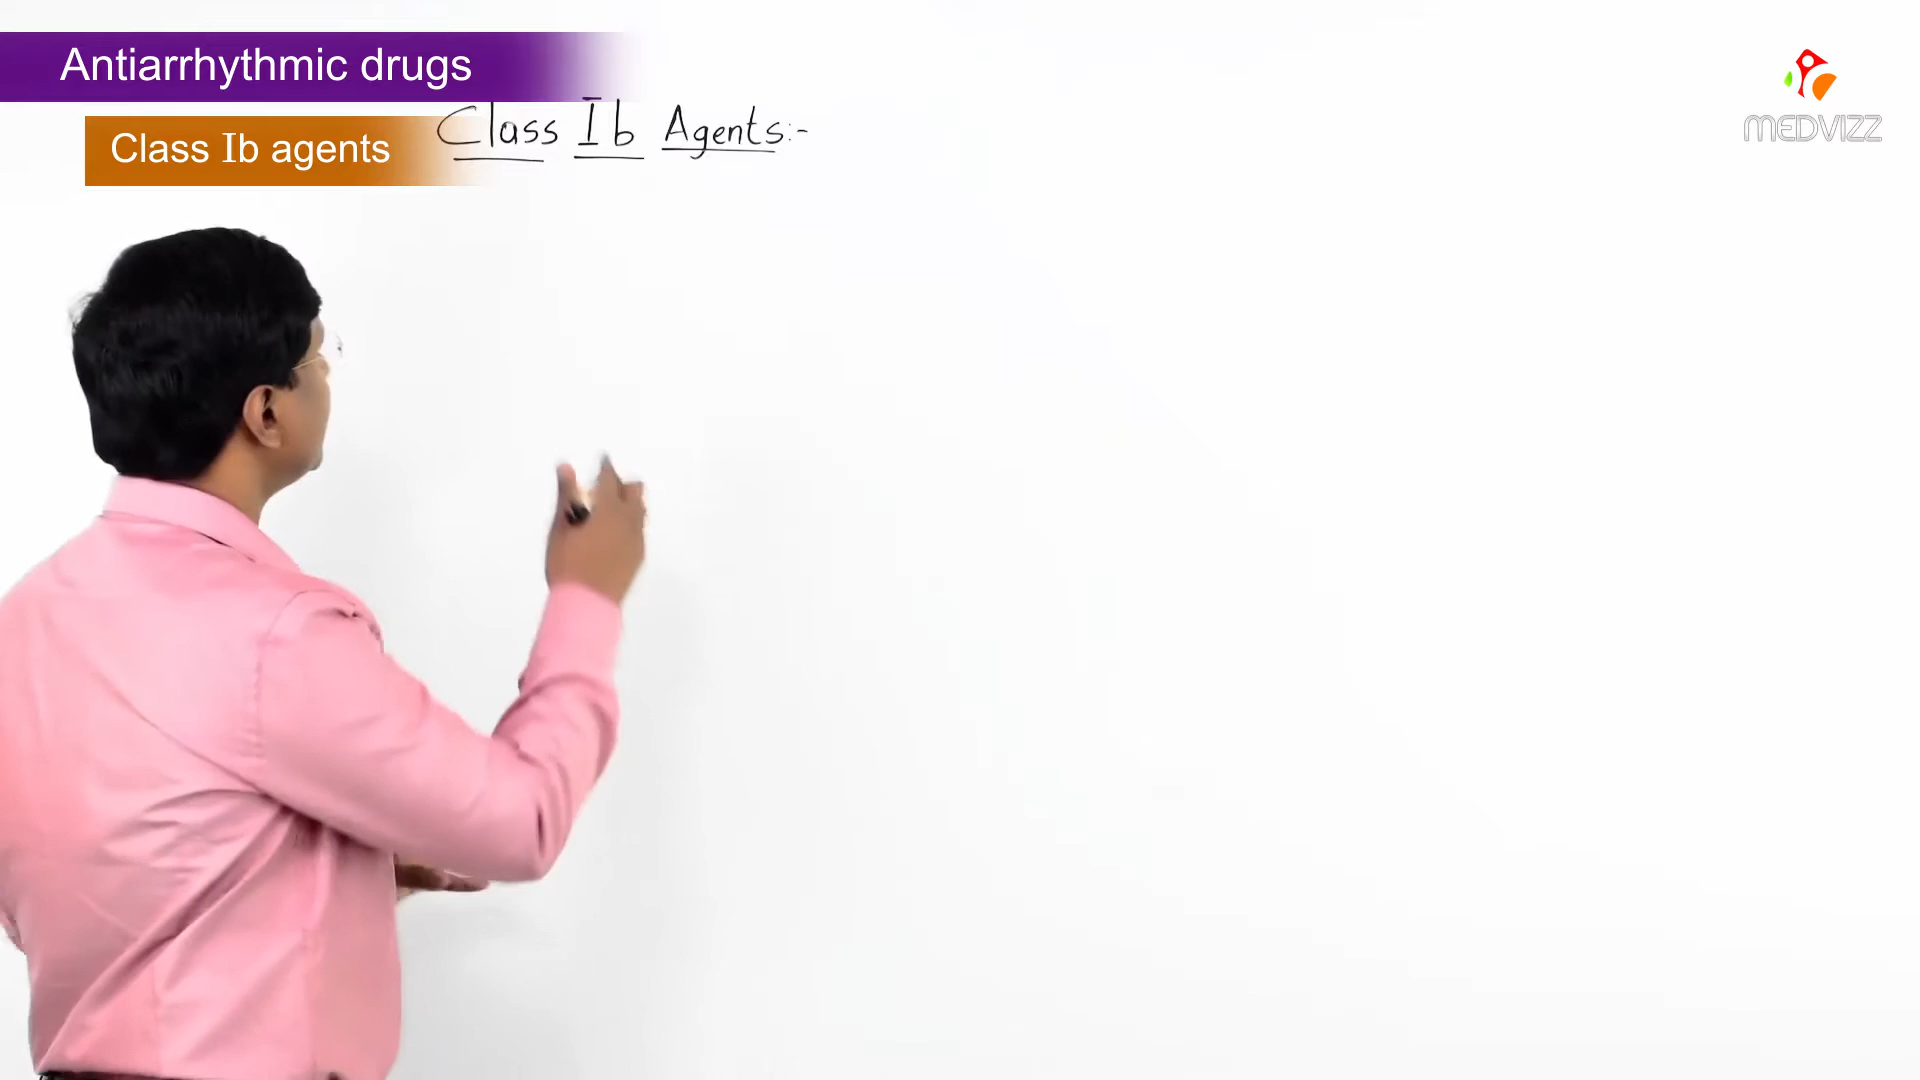 Antiarrhythmic drugs
Class Ib agents
Class Ib Agents:-
MEDVIZZ